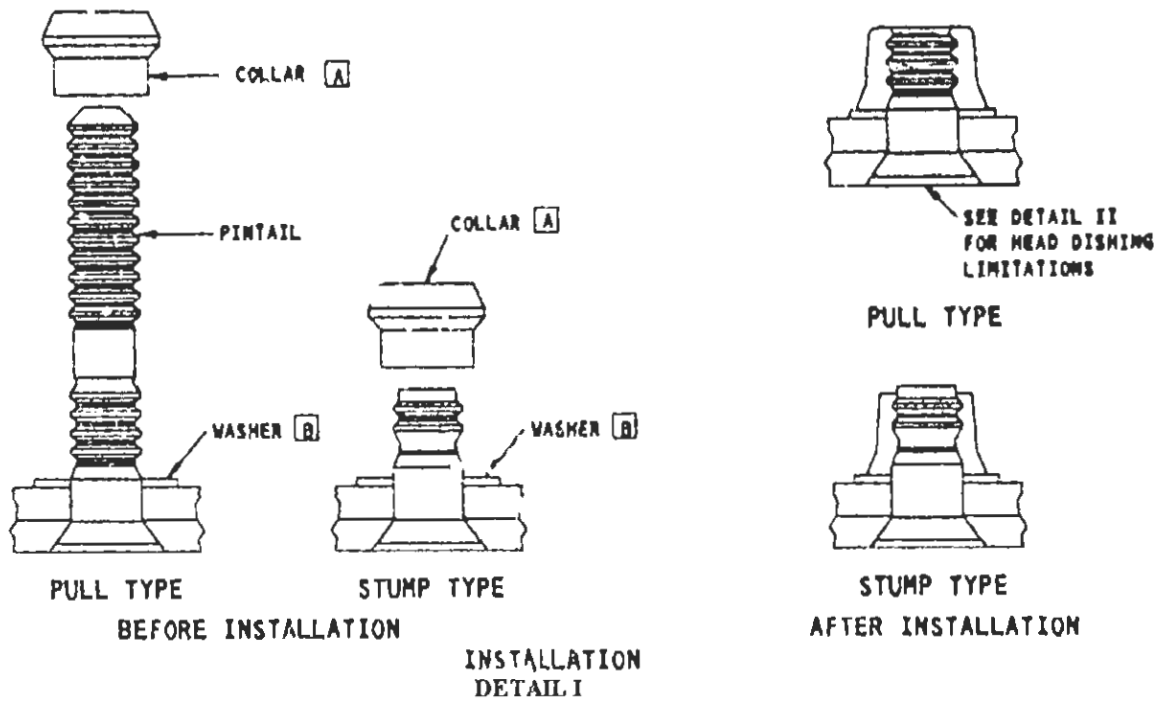 COLLAR A
PINTAIL
WASHER B
PULL TYPE
COLLAR A
WASHER B
STUMP TYPE
BEFORE INSTALLATION
SEE DETAIL II
FOR HEAD DISHING
LIMITATIONS
PULL TYPE
STUMP TYPE
AFTER INSTALLATION
INSTALLATION
DETAIL I